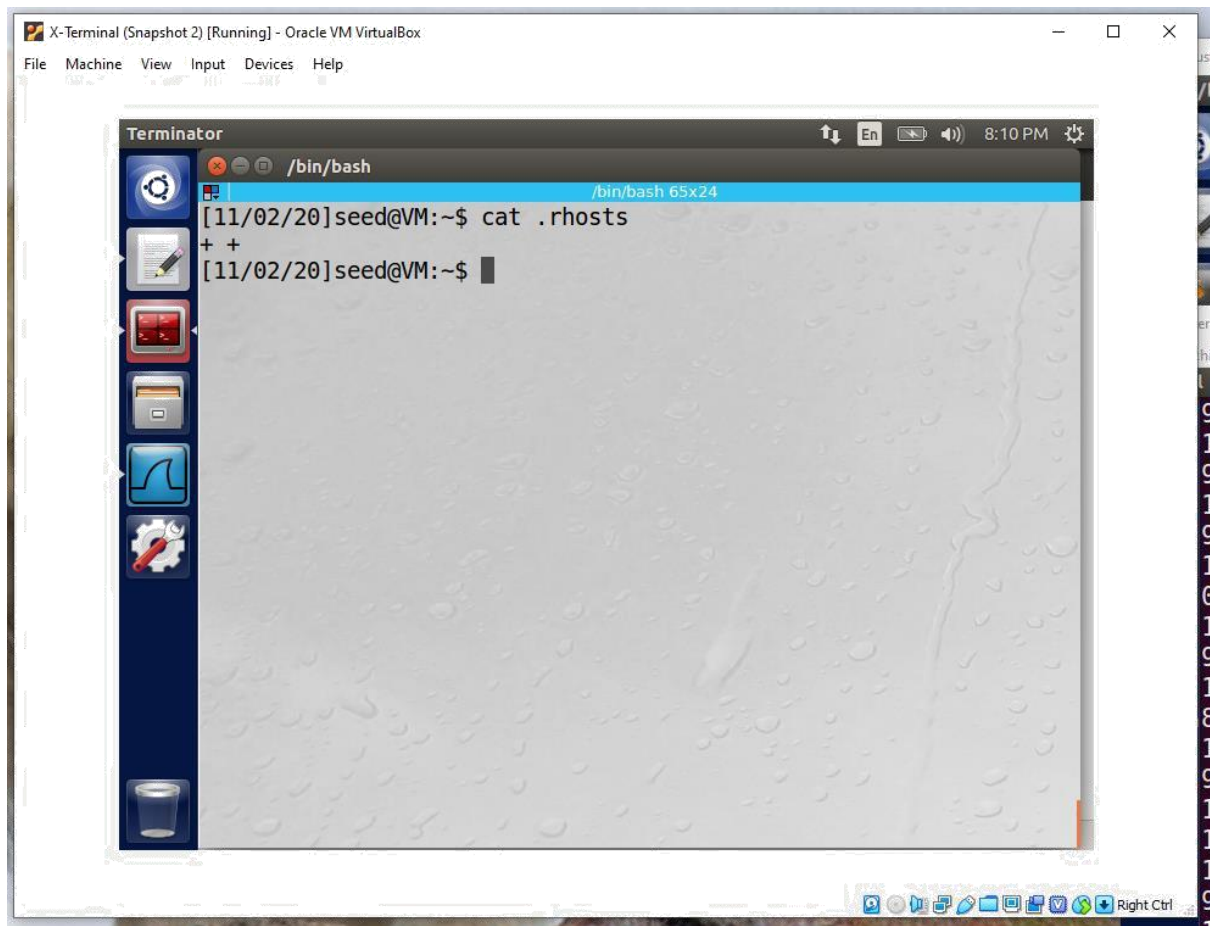 X-Terminal (Snapshot 2) [Running] - Oracle VM VirtualBox
File Machine View Input Devices Help
Terminator En 8:10 PM
/bin/bash
/bin/bash 65x24
[11/02/20]seed@VM:~$ cat .rhosts
+ +
[11/02/20]seed@VM:~$
Right Ctrl